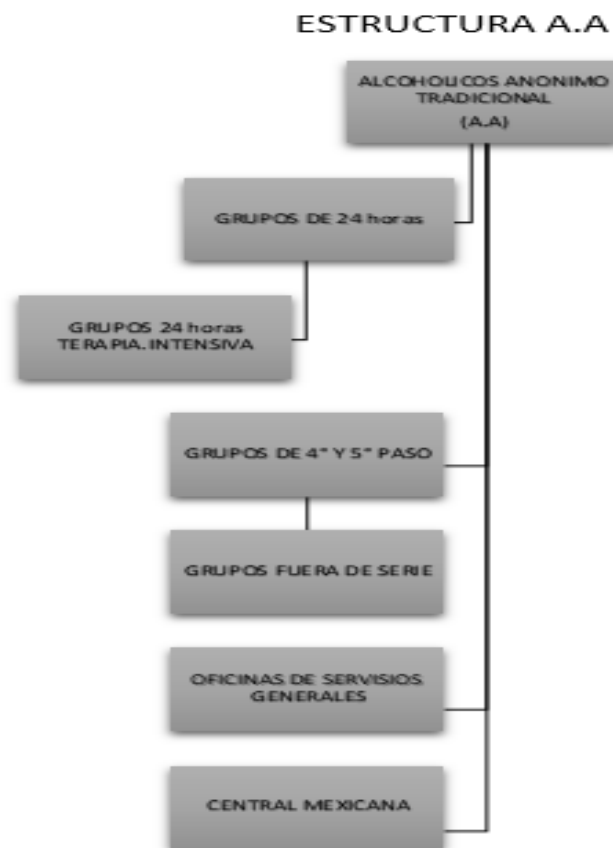 ESTRUCTURA A.A
ALCOHOLICOS ANONIMO
TRADICIONAL
(A.A)
GRUPOS DE 24 horas
GRUPOS 24 horas
TERAPIA.INTENSIVA
GRUPOS DE 4° Y 5° PASO
GRUPOS FUERA DE SERIE
OFICINAS DE SERVISIOS
GENERALES
CENTRAL MEXICANA